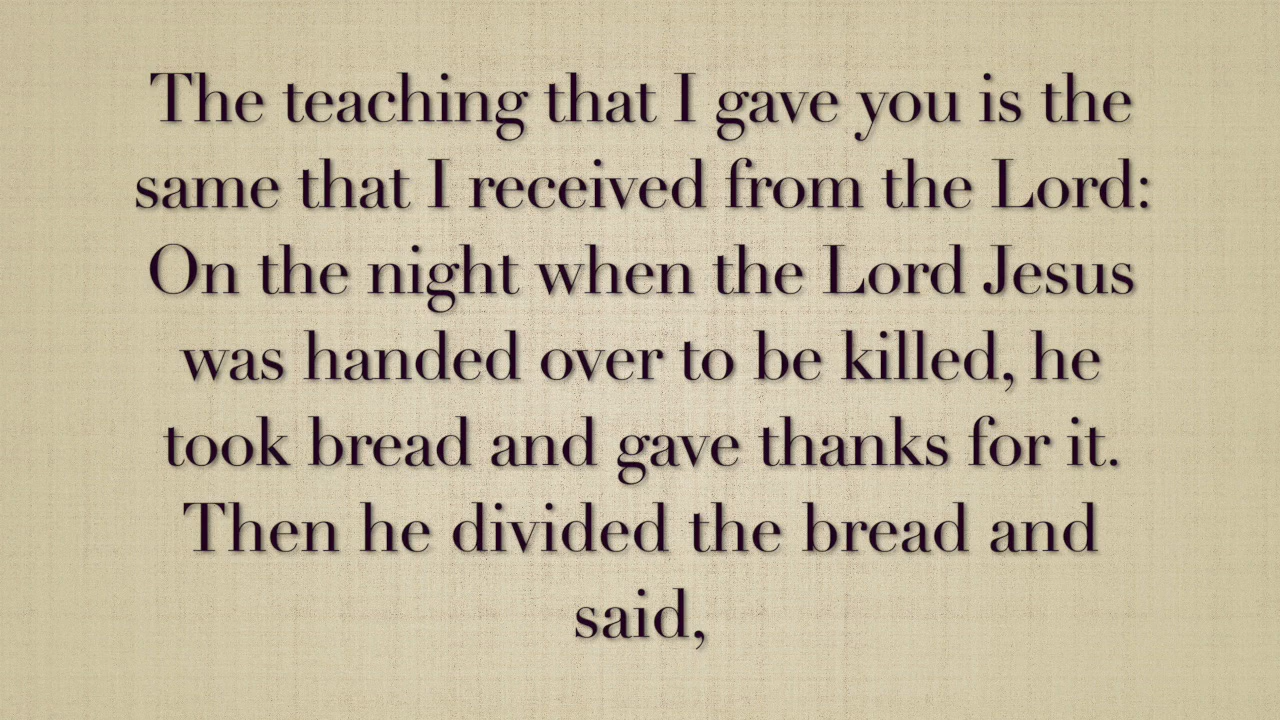 The teaching that I gave you is the
same that I received from the Lord:
On the night when the Lord Jesus
was handed over to be killed, he
took bread and gave thanks for it.
Then he divided the bread and
said,